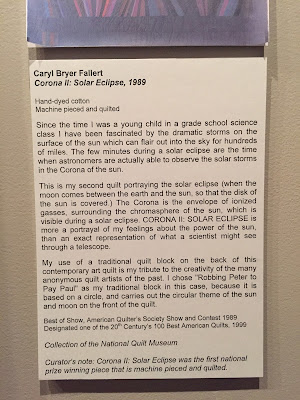 Caryl Bryer Fallert
Corona II: Solar Eclipse, 1989
Hand-dyed cotton
Machine pieced and quilted
Since the time I was a young child in a grade school science
class I have been fascinated by the dramatic storms on the
surface of the sun which can flair out into the sky for hundreds
of miles. The few minutes during a solar eclipse are the time
when astronomers are actually able to observe the solar storms
in the Corona of the sun.
This is my second quilt portraying the solar eclipse (when the
moon comes between the earth and the sun, so that the disk
of the sun is covered.) The Corona is the envelope of ionized
gasses, surrounding the chromosphere of the sun, which is
visible during a solar eclipse. CORONA II: SOLAR ECLIPSE is
more a portrayal of my feelings about the power of the sun,
than an exact representation of what a scientist might see
through a telescope.
My use of a traditional quilt block on the back of this
contemporary art quilt is my tribute to the creativity of the many
anonymous quilt artists of the past. I chose "Robbing Peter to
Pay Paul" as my traditional block in this case, because it is
based on a circle, and carries out the circular theme of the sun
and moon on the front of the quilt.
Best of Show, American Quilter's Society Show and Contest 1989
Designated one of the 20th Century's 100 Best American Quilts, 1999
Collection of the National Quilt Museum
Curator's note: Corona II: Solar Eclipse was the first national
prize winning piece that is machine pieced and quilted.